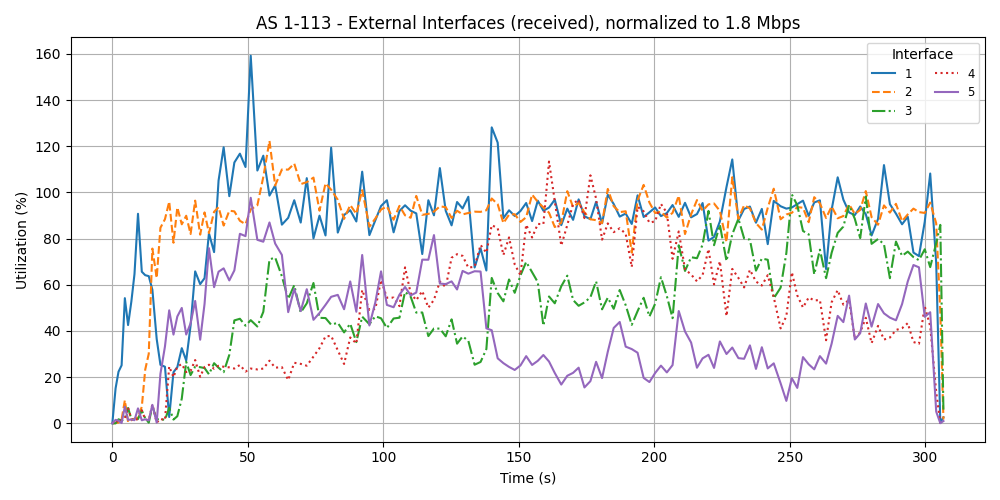 AS 1-113 - External Interfaces (received), normalized to 1.8 Mbps
Utilization (%)
160
140
120
100
80
60
40
20
0
0 50 100 150 200 250 300
Time (s)
Interface
1 4
2 5
3